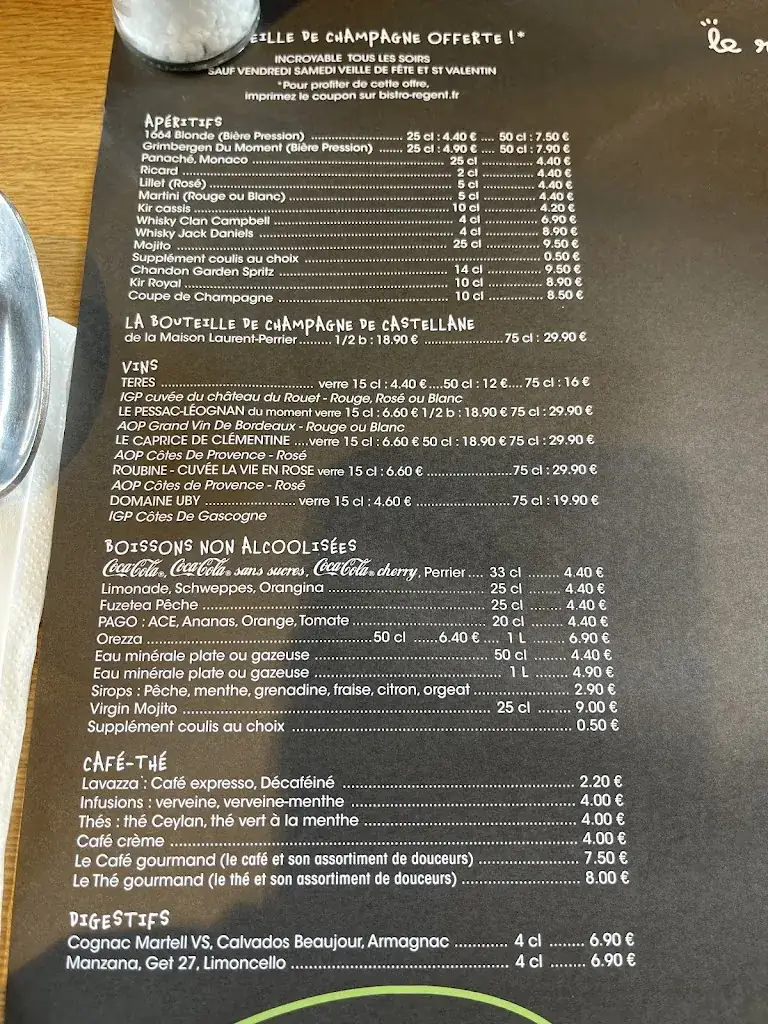 DE CHAMPAGNE OFFERTE !*
le
INCROYABLE TOUS LES SOIRS
SAUF VENDREDI SAMEDI VEILLE DE FÊTE ET ST VALENTIN
*Pour profiter de cette offre,
imprimez le coupon sur bistro-regent.fr
APÉRITIFS
1664 Blonde (Bière Pression) ........ 25 cl : 4.40 € .... 50 cl : 7.50 €
Grimbergen Du Moment (Bière Pression) ...... 25 cl : 4.90 € .... 50 cl : 7.90 €
Panaché, Monaco ........ 25 cl ........ 4.40 €
Ricard ........ 2 cl ........ 4.40 €
Lillet (Rosé) ........ 5 cl ........ 4.40 €
Martini (Rouge ou Blanc) ........ 5 cl ........ 4.40 €
Kir cassis ........ 10 cl ........ 4.20 €
Whisky Clan Campbell ........ 4 cl ........ 6.90 €
Whisky Jack Daniels ........ 4 cl ........ 8.90 €
Mojito ........ 25 cl ........ 9.50 €
Supplément coulis au choix ........ 0.50 €
Chandon Garden Spritz ........ 14 cl ........ 9.50 €
Kir Royal ........ 10 cl ........ 8.90 €
Coupe de Champagne ........ 10 cl ........ 8.50 €
LA BOUTEILLE DE CHAMPAGNE DE CASTELLANE
de la Maison Laurent-Perrier ........ 1/2 b : 18.90 € ........ 75 cl : 29.90 €
VINS
TERES ........ verre 15 cl : 4.40 € .... 50 cl : 12 € .... 75 cl : 16 €
IGP cuvée du château du Rouet - Rouge, Rosé ou Blanc
LE PESSAC-LÉOGNAN du moment verre 15 cl : 6.60 € 1/2 b : 18.90 € 75 cl : 29.90 €
AOP Grand Vin De Bordeaux - Rouge ou Blanc
LE CAPRICE DE CLÉMENTINE ....verre 15 cl : 6.60 € 50 cl : 18.90 € 75 cl : 29.90 €
AOP Côtes De Provence - Rosé
ROUBINE - CUVÉE LA VIE EN ROSE verre 15 cl : 6.60 € ........ 75 cl : 29.90 €
AOP Côtes de Provence - Rosé
DOMAINE UBY ........ verre 15 cl : 4.60 € ........ 75 cl : 19.90 €
IGP Côtes De Gascogne
BOISSONS NON ALCOOLISÉES
Coca-Cola®, Coca-Cola® sans sucres, Coca-Cola® cherry, Perrier .... 33 cl ........ 4.40 €
Limonade, Schweppes, Orangina ........ 25 cl ........ 4.40 €
Fuzetea Pêche ........ 25 cl ........ 4.40 €
PAGO : ACE, Ananas, Orange, Tomate ........ 20 cl ........ 4.40 €
Orezza ........ 50 cl ...... 6.40 € .... 1 L ........ 6.90 €
Eau minérale plate ou gazeuse ........ 50 cl ........ 4.40 €
Eau minérale plate ou gazeuse ........ 1 L ........ 4.90 €
Sirops : Pêche, menthe, grenadine, fraise, citron, orgeat ........ 2.90 €
Virgin Mojito ........ 25 cl ........ 9.00 €
Supplément coulis au choix ........ 0.50 €
CAFÉ-THÉ
Lavazza : Café expresso, Décaféiné ........ 2.20 €
Infusions : verveine, verveine-menthe ........ 4.00 €
Thés : thé Ceylan, thé vert à la menthe ........ 4.00 €
Café crème ........ 4.00 €
Le Café gourmand (le café et son assortiment de douceurs) ........ 7.50 €
Le Thé gourmand (le thé et son assortiment de douceurs) ........ 8.00 €
DIGESTIFS
Cognac Martell VS, Calvados Beaujour, Armagnac ........ 4 cl ........ 6.90 €
Manzana, Get 27, Limoncello ........ 4 cl ........ 6.90 €